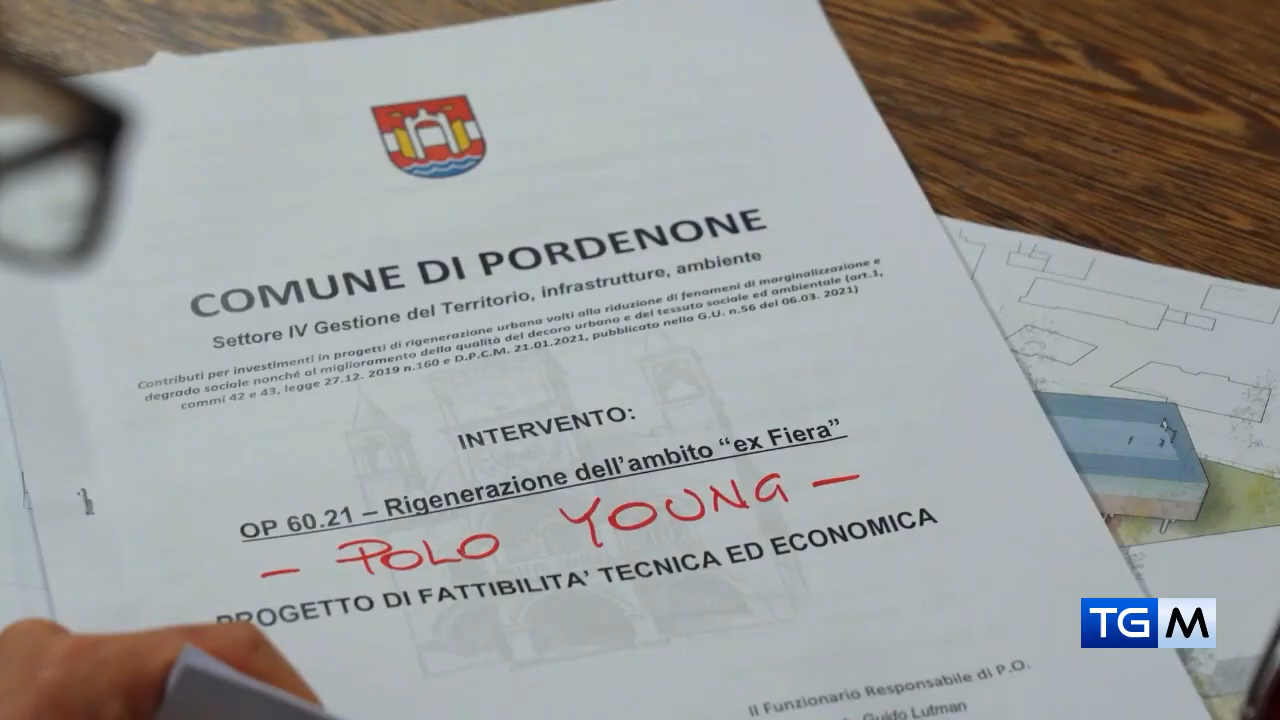 COMUNE DI PORDENONE
Settore IV Gestione del Territorio, infrastrutture, ambiente
Contributi per investimenti in progetti di rigenerazione urbana volti alla riduzione di fenomeni di marginalizzazione e
degrado sociale nonché al miglioramento della qualità del decoro urbano e del tessuto sociale ed ambientale (art.1,
commi 42 e 43, legge 27.12. 2019 n.160 e D.P.C.M. 21.01.2021, pubblicato nella G.U. n.56 del 06.03. 2021)
INTERVENTO:
OP 60.21 – Rigenerazione dell’ambito “ex Fiera”
— POLO YOUNG —
PROGETTO DI FATTIBILITA’ TECNICA ED ECONOMICA
Il Funzionario Responsabile di P.O.
Guido Lutman
TGM